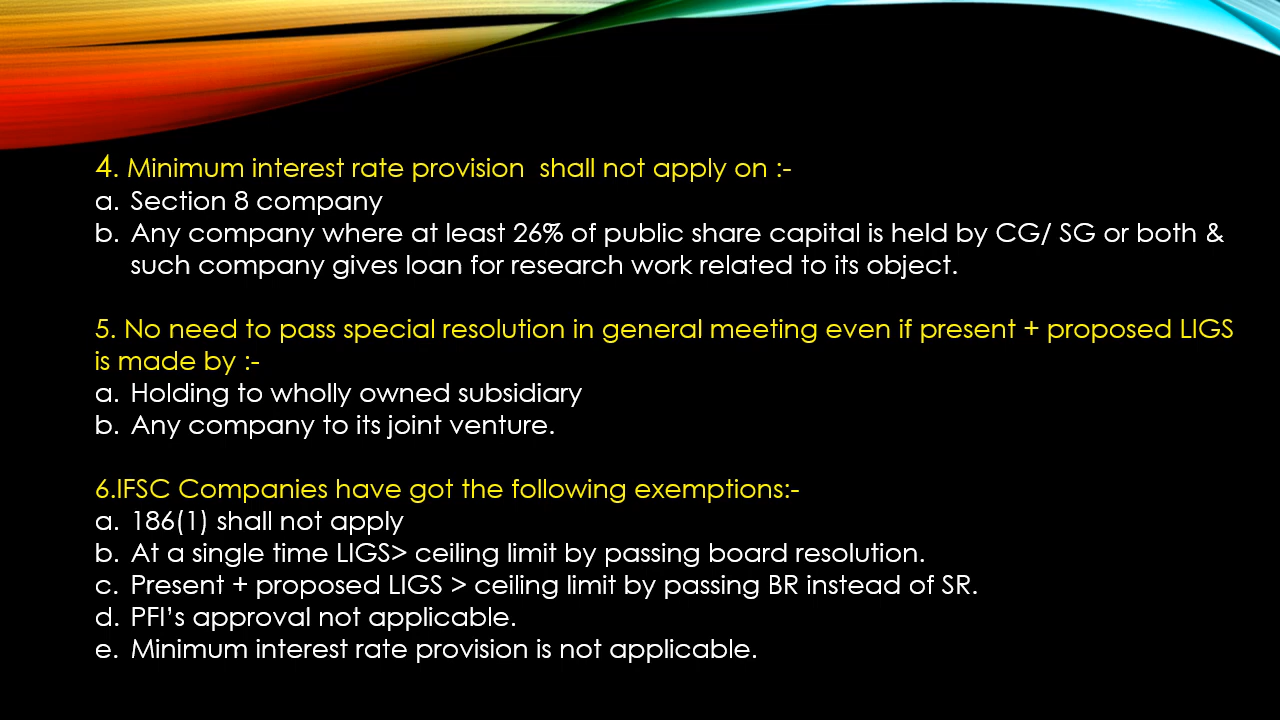 4. Minimum interest rate provision  shall not apply on :-
a. Section 8 company
b. Any company where at least 26% of public share capital is held by CG/ SG or both &
such company gives loan for research work related to its object.
5. No need to pass special resolution in general meeting even if present + proposed LIGS
is made by :-
a. Holding to wholly owned subsidiary
b. Any company to its joint venture.
6.IFSC Companies have got the following exemptions:-
a. 186(1) shall not apply
b. At a single time LIGS> ceiling limit by passing board resolution.
c. Present + proposed LIGS > ceiling limit by passing BR instead of SR.
d. PFI’s approval not applicable.
e. Minimum interest rate provision is not applicable.